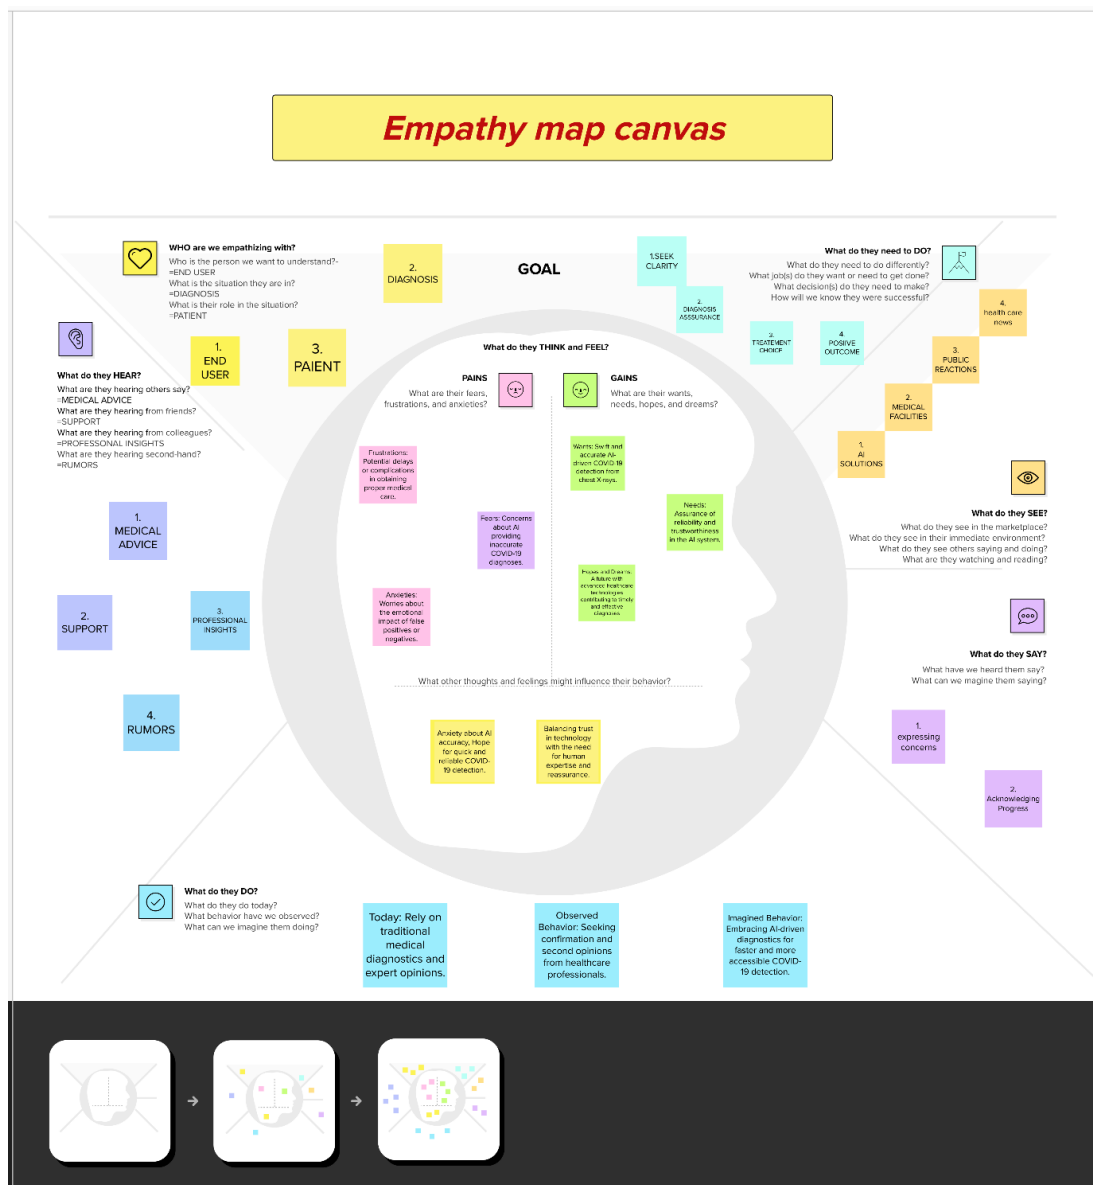 Empathy map canvas
WHO are we empathizing with?
Who is the person we want to understand?-
=END USER
What is the situation they are in?
=DIAGNOSIS
What is their role in the situation?
=PATIENT
2.
DIAGNOSIS
GOAL
1.SEEK
CLARITY
2.
DIAGNOSIS
ASSSURANCE
3.
TREATEMENT
CHOICE
4.
POSIIVE
OUTCOME
What do they need to DO?
What do they need to do differently?
What job(s) do they want or need to get done?
What decision(s) do they need to make?
How will we know they were successful?
1.
END
USER
3.
PAIENT
What do they HEAR?
What are they hearing others say?
=MEDICAL ADVICE
What are they hearing from friends?
=SUPPORT
What are they hearing from colleagues?
=PROFESSONAL INSIGHTS
What are they hearing second-hand?
=RUMORS
1.
MEDICAL
ADVICE
2.
SUPPORT
3.
PROFESSIONAL
INSIGHTS
4.
RUMORS
What do they THINK and FEEL?
PAINS
What are their fears,
frustrations, and anxieties?
GAINS
What are their wants,
needs, hopes, and dreams?
Frustrations:
Potential delays
or complications
in obtaining
proper medical
care.
Fears: Concerns
about AI
providing
inaccurate
COVID-19
diagnoses.
Anxieties:
Worries about
the emotional
impact of false
positives or
negatives.
Wants: Swift and
accurate AI-
driven COVID-19
detection from
chest X-rays.
Needs:
Assurance of
reliability and
trustworthiness
in the AI system.
Hopes and Dreams:
A future with
advanced healthcare
technologies
contributing to timely
and effective
diagnoses
What other thoughts and feelings might influence their behavior?
Anxiety about AI
accuracy, Hope
for quick and
reliable COVID-
19 detection.
Balancing trust
in technology
with the need
for human
expertise and
reassurance.
4.
health care
news
3.
PUBLIC
REACTIONS
2.
MEDICAL
FACILITIES
1.
AI
SOLUTIONS
What do they SEE?
What do they see in the marketplace?
What do they see in their immediate environment?
What do they see others saying and doing?
What are they watching and reading?
What do they SAY?
What have we heard them say?
What can we magine them saying?
1.
expressing
concerns
2.
Acknowledging
Progress
What do they DO?
What do they do today?
What behavior have we observed?
What can we imagine them doing?
Today: Rely on
traditional
medical
diagnostics and
expert opinions.
Observed
Behavior: Seeking
confirmation and
second opinions
from healthcare
professionals.
Imagined Behavior:
Embracing AI-driven
diagnostics for
faster and more
accessible COVID-
19 detection.